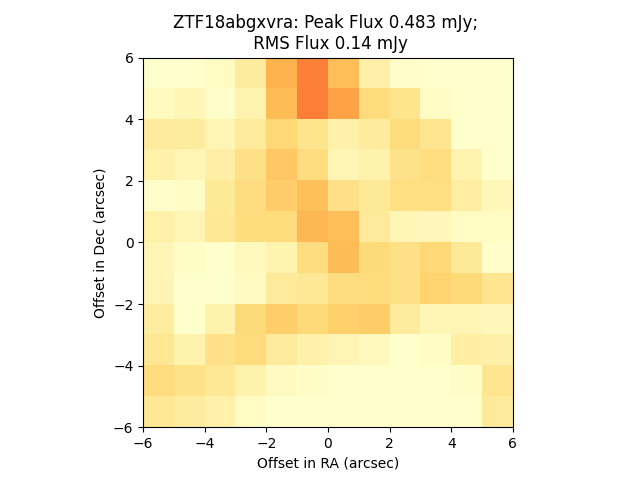 ZTF18abgxvra: Peak Flux 0.483 mJy;
RMS Flux 0.14 mJy
6
4
2
0
−2
−4
−6
Offset in Dec (arcsec)
−6 −4 −2 0 2 4 6
Offset in RA (arcsec)